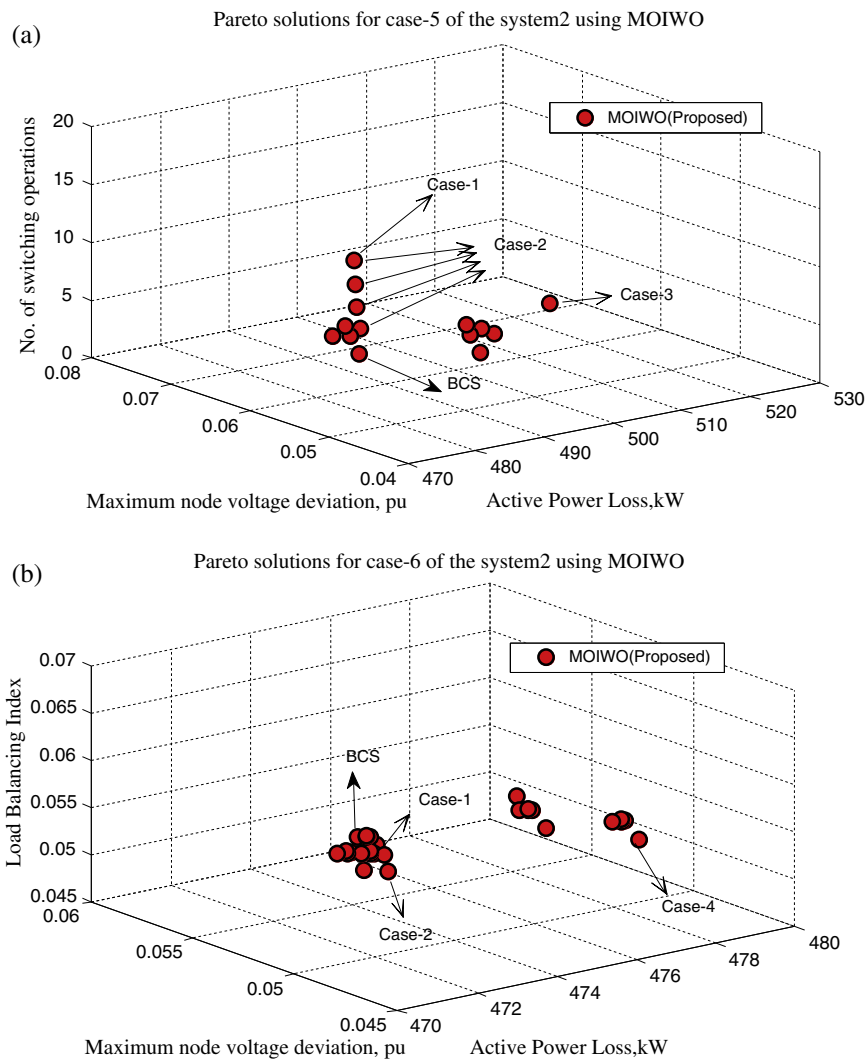 (a)
Pareto solutions for case-5 of the system2 using MOIWO
MOIWO(Proposed)
No. of switching operations
20
15
10
5
0
Case-1
Case-2
Case-3
BCS
0.08
0.07
0.06
0.05
0.04
470
480
490
500
510
520
530
Maximum node voltage deviation, pu
Active Power Loss,kW
(b)
Pareto solutions for case-6 of the system2 using MOIWO
MOIWO(Proposed)
Load Balancing Index
0.07
0.065
0.06
0.055
0.05
0.045
BCS
Case-1
Case-2
Case-4
0.06
0.055
0.05
0.045
470
472
474
476
478
480
Maximum node voltage deviation, pu
Active Power Loss,kW